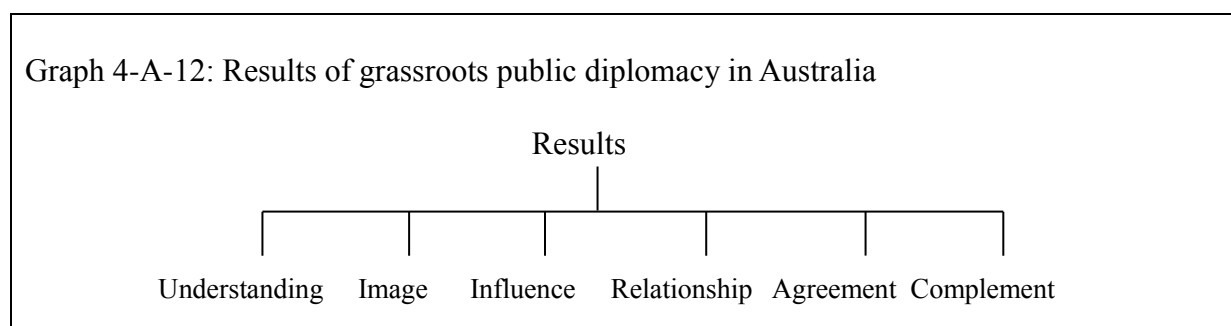 Graph 4-A-12: Results of grassroots public diplomacy in Australia
Results
Understanding Image Influence Relationship Agreement Complement